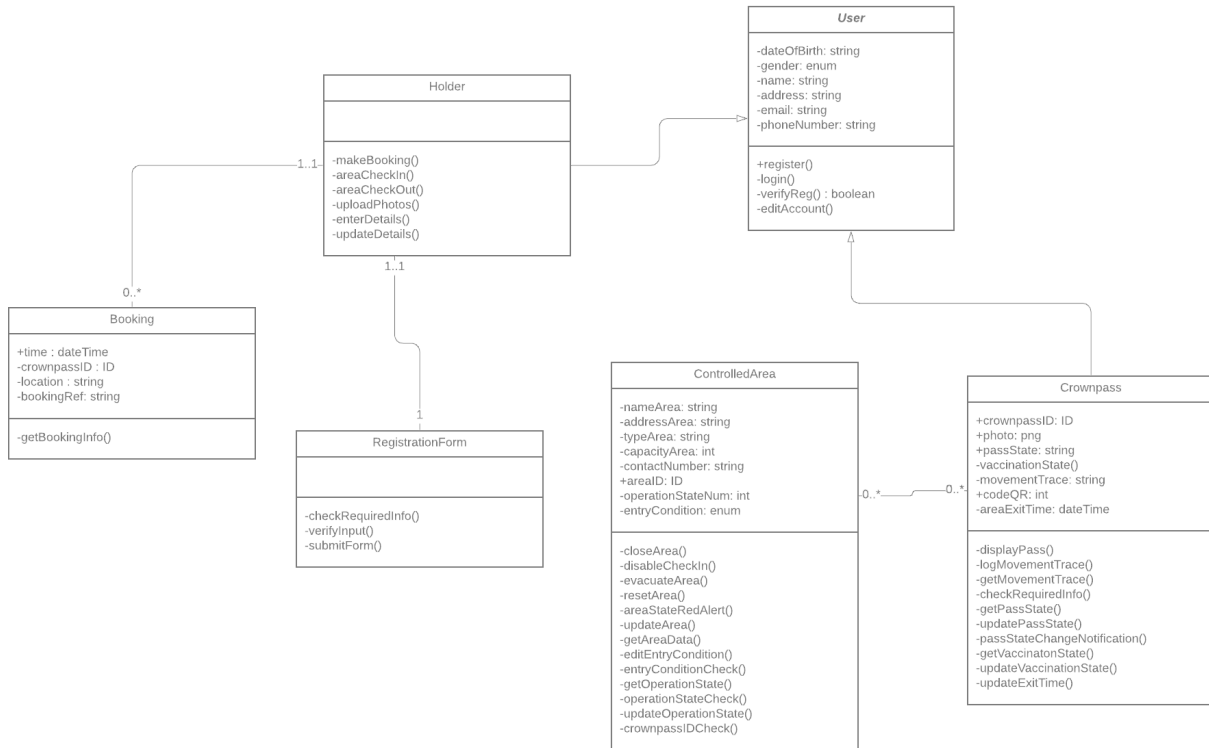 User
-dateOfBirth: string
-gender: enum
-name: string
-address: string
-email: string
-phoneNumber: string
+register()
-login()
-verifyReg() : boolean
-editAccount()
Holder
-makeBooking()
-areaCheckIn()
-areaCheckOut()
-uploadPhotos()
-enterDetails()
-updateDetails()
1..1
1..1
0..*
Booking
+time : dateTime
-crownpassID : ID
-location : string
-bookingRef: string
-getBookingInfo()
1
RegistrationForm
-checkRequiredInfo()
-verifyInput()
-submitForm()
ControlledArea
-nameArea: string
-addressArea: string
-typeArea: string
-capacityArea: int
-contactNumber: string
+areaID: ID
-operationStateNum: int
-entryCondition: enum
-closeArea()
-disableCheckIn()
-evacuateArea()
-resetArea()
-areaStateRedAlert()
-updateArea()
-getAreaData()
-editEntryCondition()
-entryConditionCheck()
-getOperationState()
-operationStateCheck()
-updateOperationState()
-crownpassIDCheck()
0..*
0..*
Crownpass
+crownpassID: ID
+photo: png
+passState: string
-vaccinationState()
-movementTrace: string
+codeQR: int
-areaExitTime: dateTime
-displayPass()
-logMovementTrace()
-getMovementTrace()
-checkRequiredInfo()
-getPassState()
-updatePassState()
-passStateChangeNotification()
-getVaccinatonState()
-updateVaccinationState()
-updateExitTime()